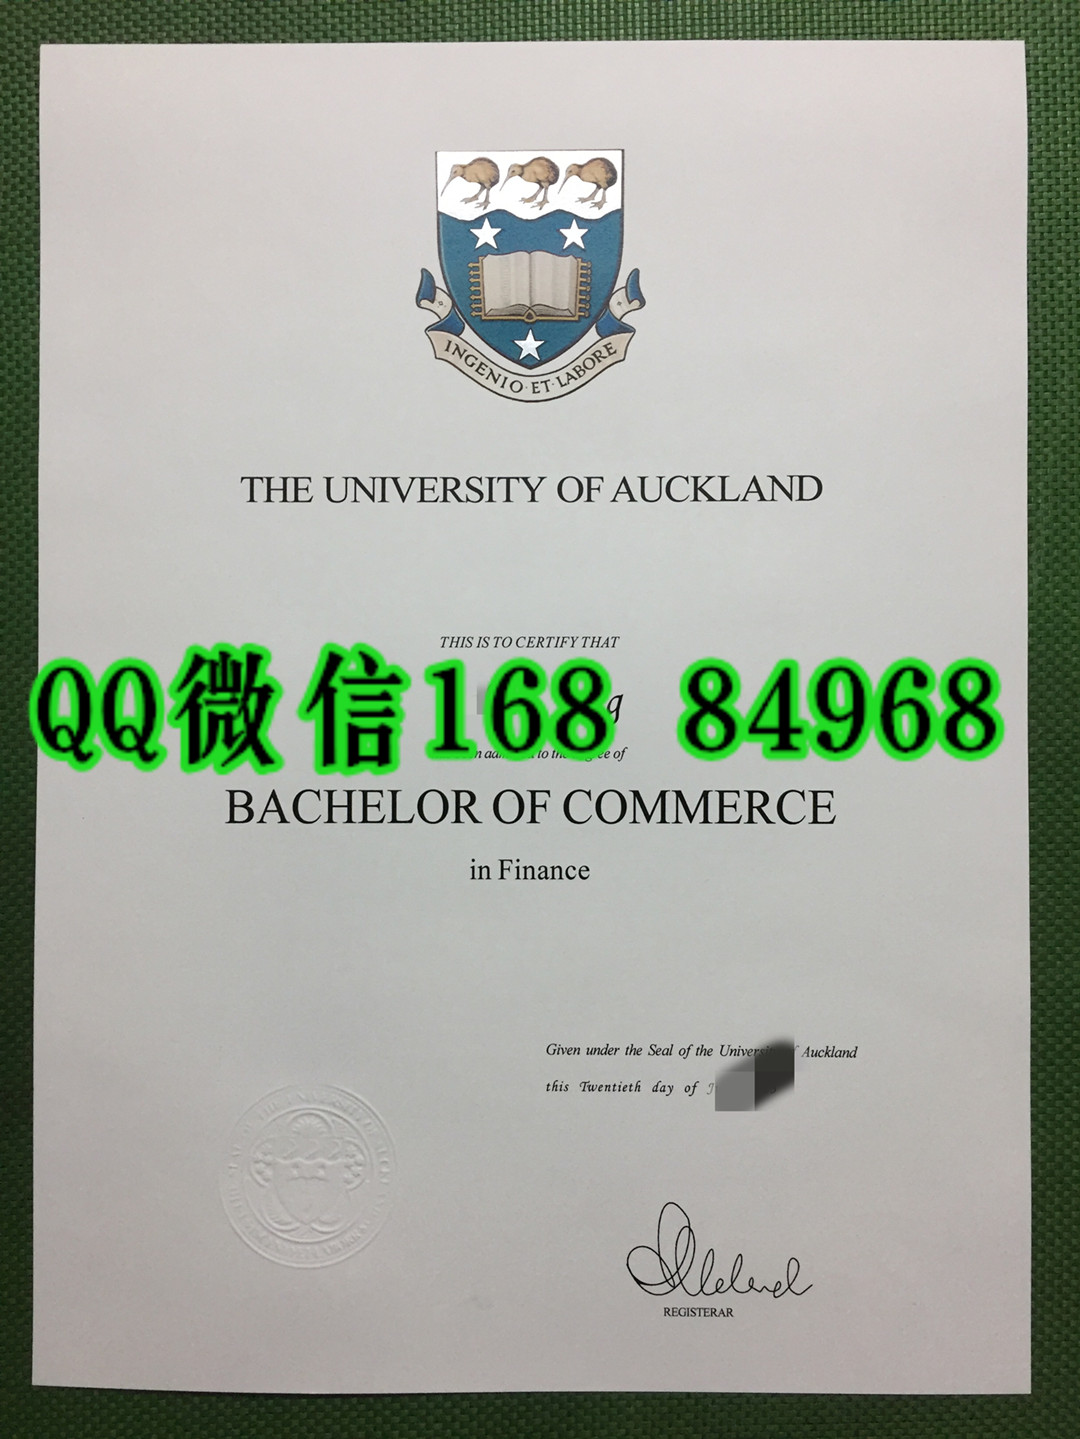 INGENIO·ET·LABORE
THE UNIVERSITY OF AUCKLAND
THIS IS TO CERTIFY THAT
QQ微信168 84968
BACHELOR OF COMMERCE
in Finance
Given under the Seal of the Auckland
this Twentieth day of
REGISTERAR